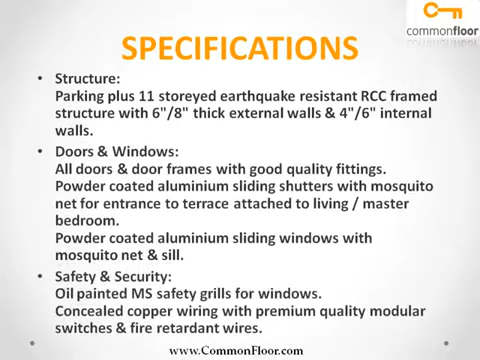 commonfloor
SPECIFICATIONS
• Structure:
Parking plus 11 storeyed earthquake resistant RCC framed
structure with 6"/8" thick external walls & 4"/6" internal
walls.
• Doors & Windows:
All doors & door frames with good quality fittings.
Powder coated aluminium sliding shutters with mosquito
net for entrance to terrace attached to living / master
bedroom.
Powder coated aluminium sliding windows with
mosquito net & sill.
• Safety & Security:
Oil painted MS safety grills for windows.
Concealed copper wiring with premium quality modular
switches & fire retardant wires.
www.CommonFloor.com